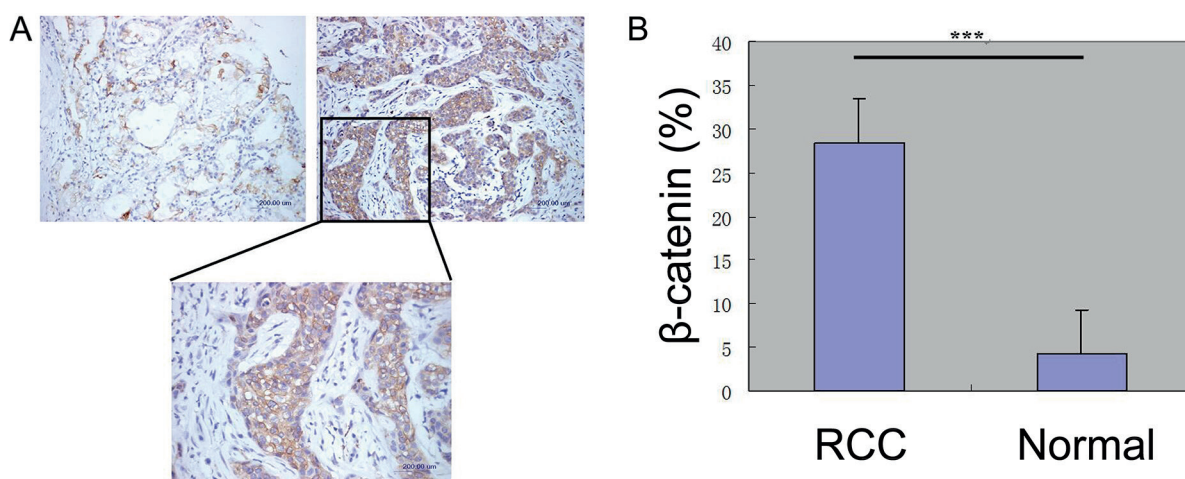 A
200.00 um
200.00 um
200.00 um
B
***
β-catenin (%)
40
35
30
25
20
15
10
5
0
RCC
Normal